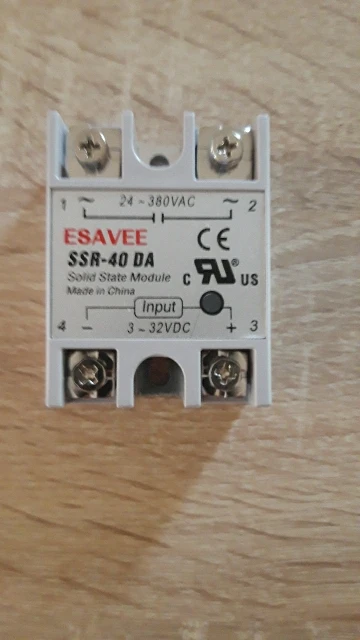 1 ~ 24 ~ 380VAC ~ 2
ESAVEE CE
SSR-40 DA
Solid State Module C RU® US
Made in China
Input
4 − 3 ~ 32VDC + 3